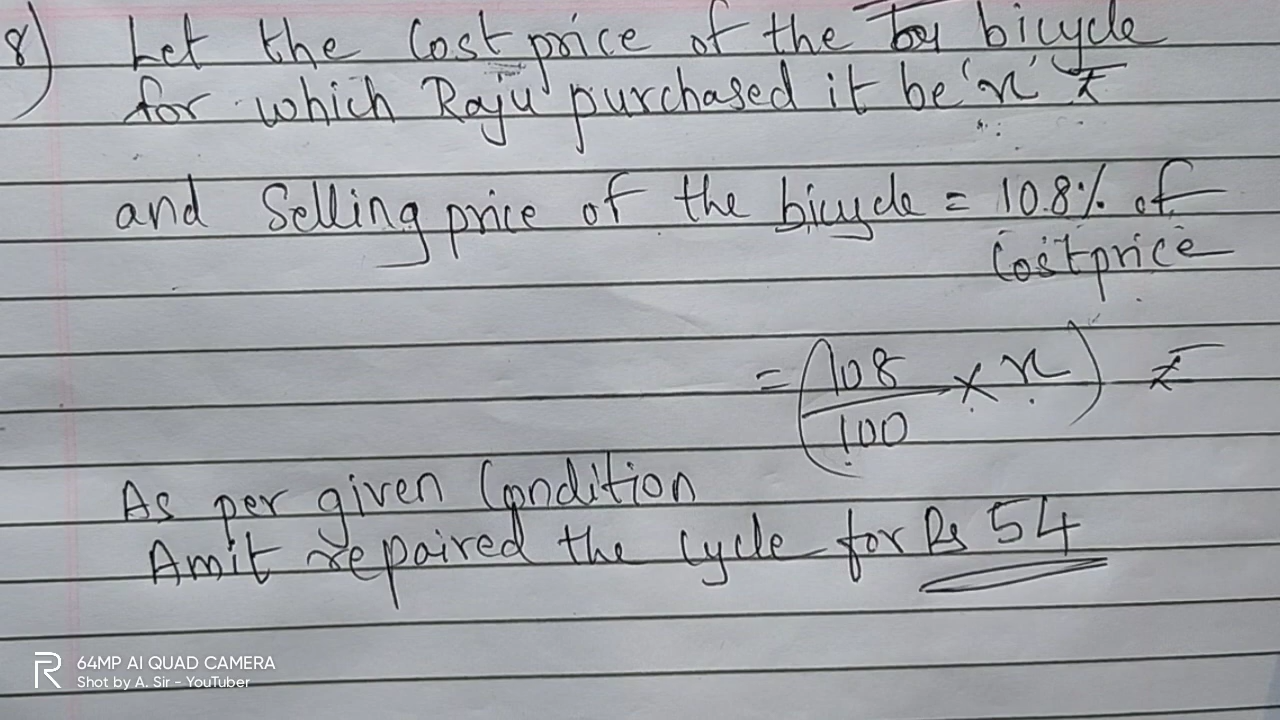 8) Let the Cost price of the bicycle
for which Raju purchased it be 'x' ₹
and Selling price of the bicycle = 108% of
Cost price
= (108/100 × x) ₹
As per given Condition
Amit repaired the cycle for Rs 54
64MP AI QUAD CAMERA
Shot by A. Sir - YouTuber